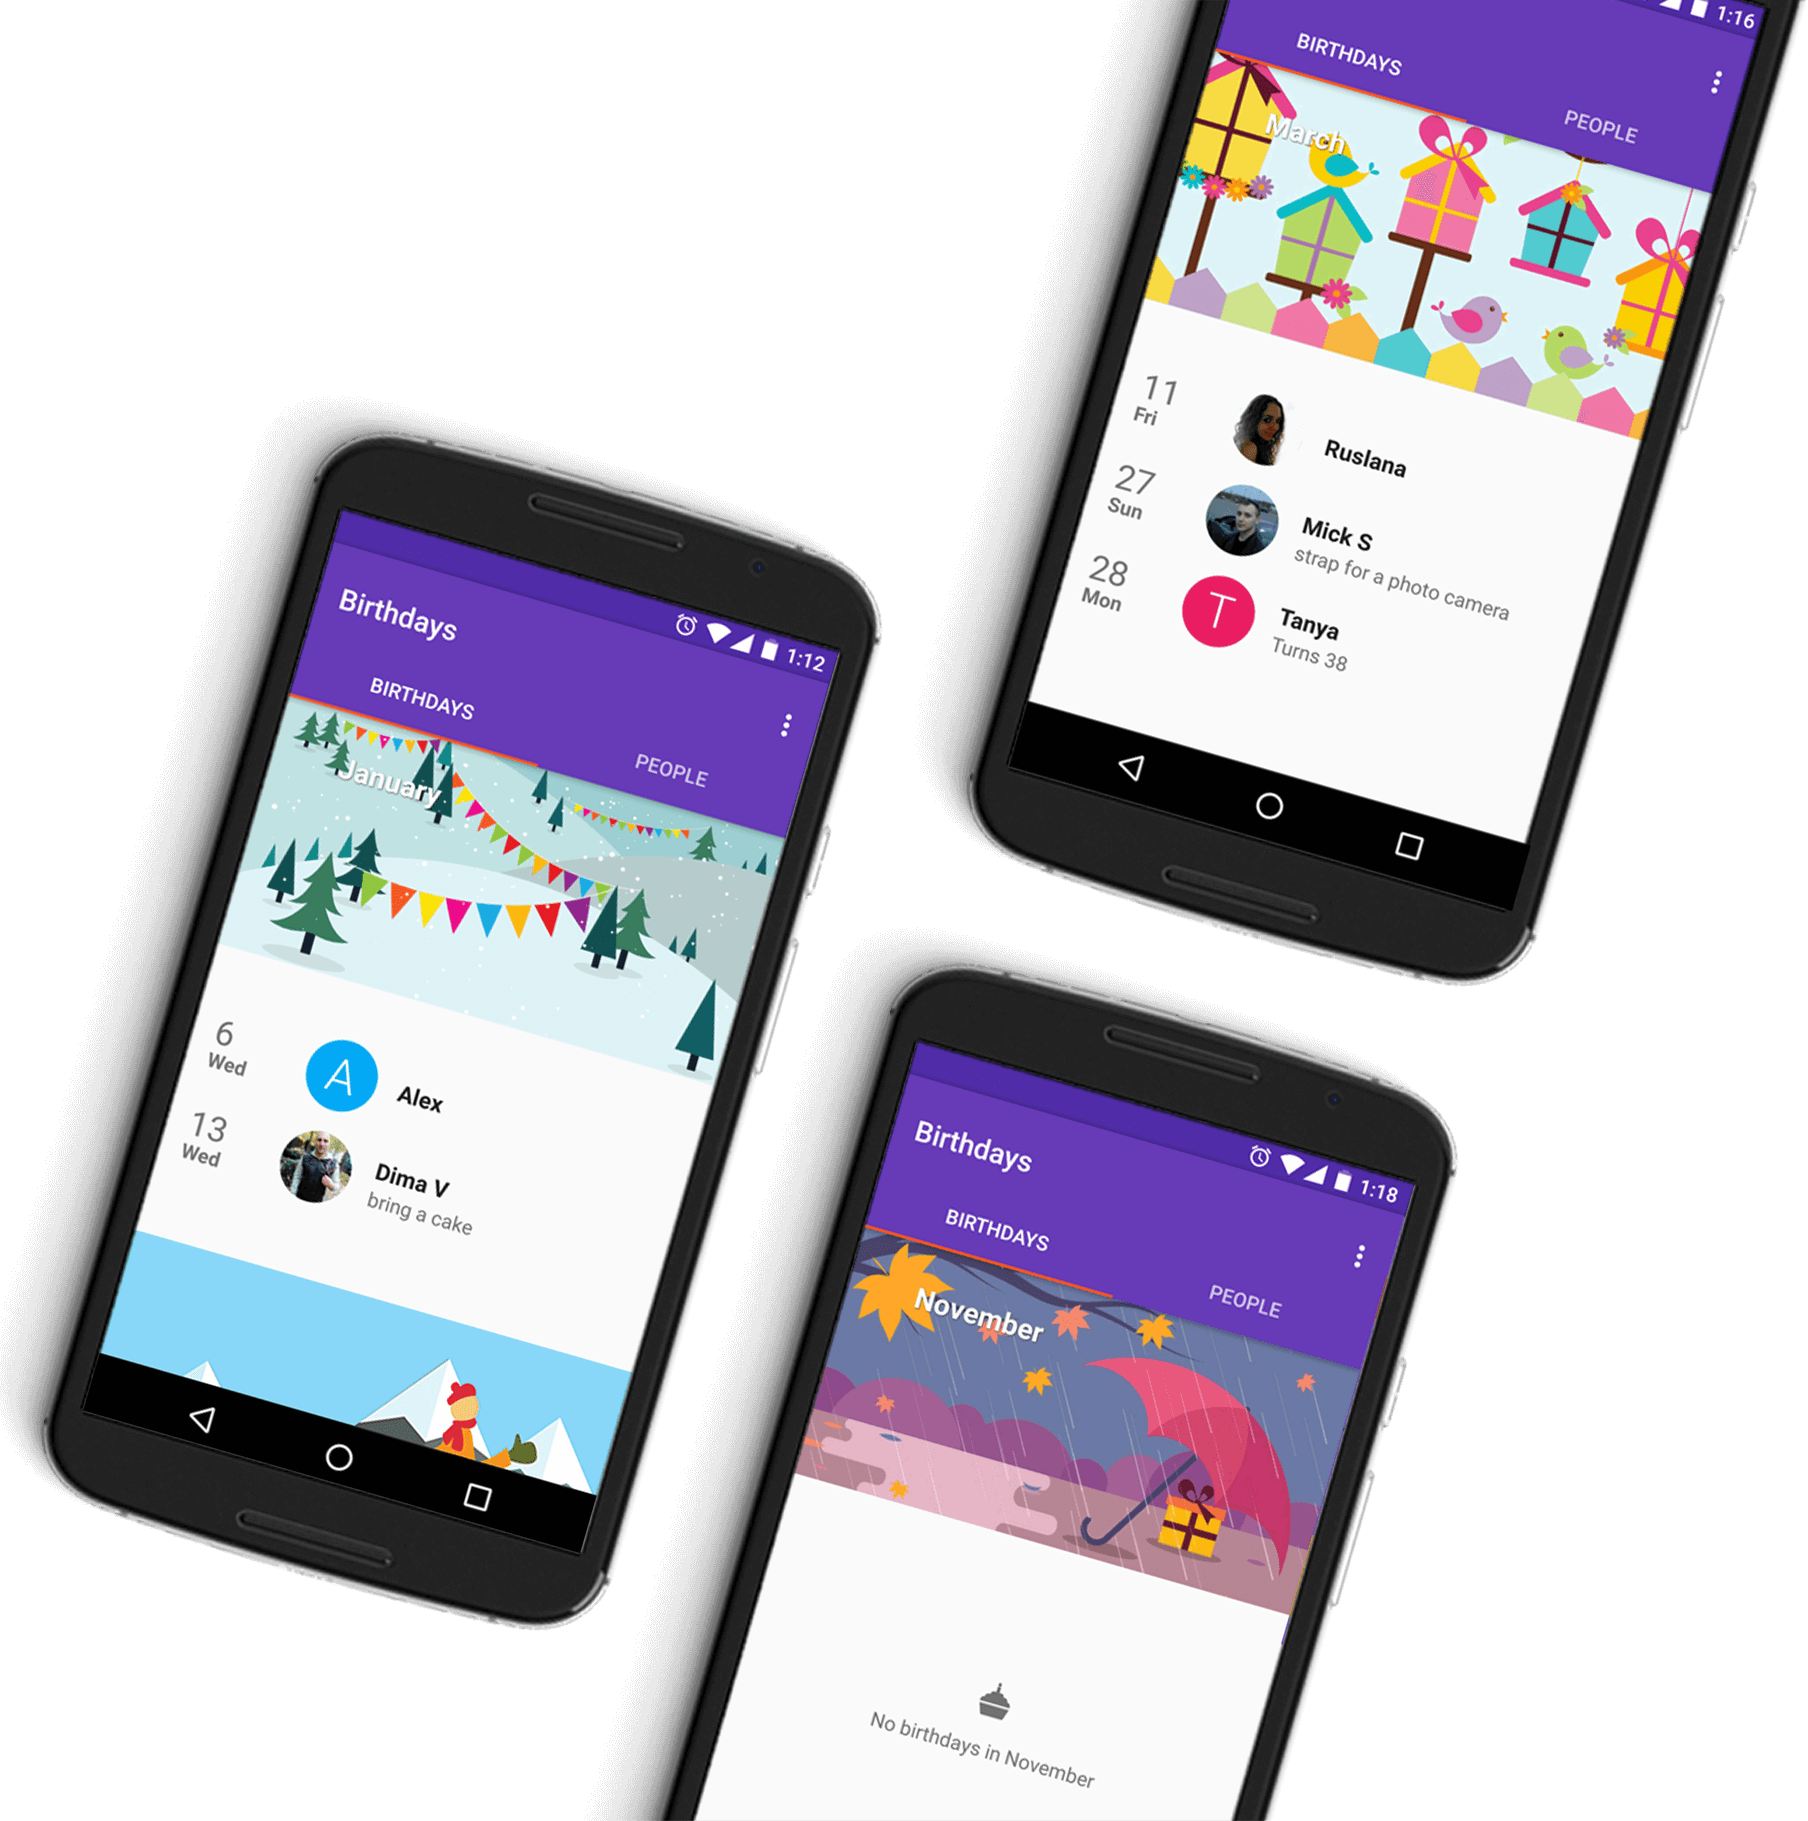 1:16
BIRTHDAYS
PEOPLE
March
11
Fri
Ruslana
27
Sun
Mick S
strap for a photo camera
28
Mon
T
Tanya
Turns 38
1:12
Birthdays
BIRTHDAYS
PEOPLE
January
6
Wed
A
Alex
13
Wed
Dima V
bring a cake
1:18
Birthdays
BIRTHDAYS
PEOPLE
November
No birthdays in November